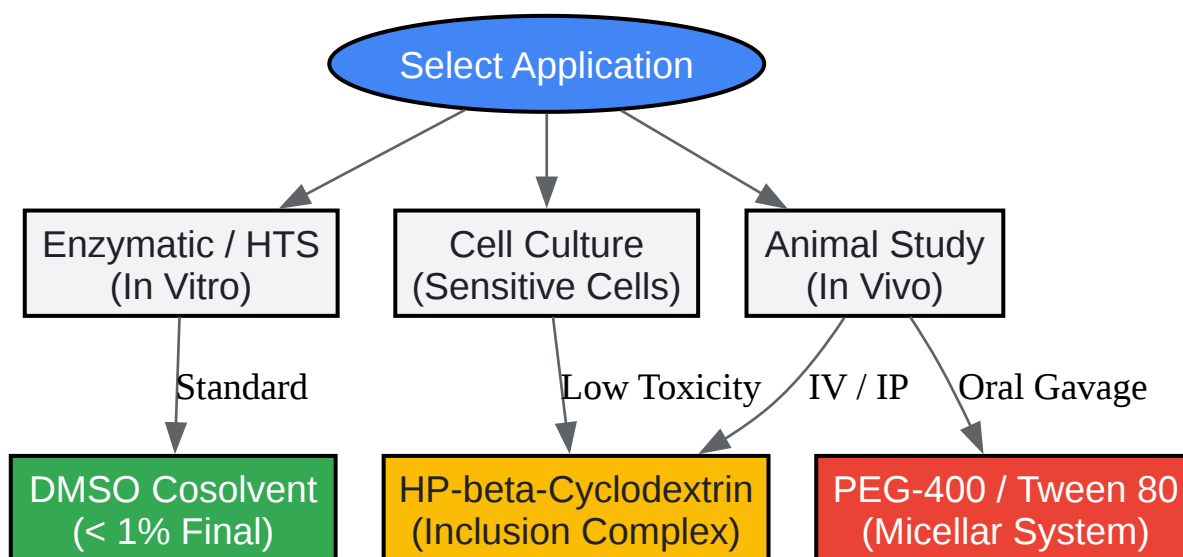 Select Application
Enzymatic / HTS
(In Vitro)
Cell Culture
(Sensitive Cells)
Animal Study
(In Vivo)
Standard
Low Toxicity
IV / IP
Oral Gavage
DMSO Cosolvent
(< 1% Final)
HP-beta-Cyclodextrin
(Inclusion Complex)
PEG-400 / Tween 80
(Micellar System)